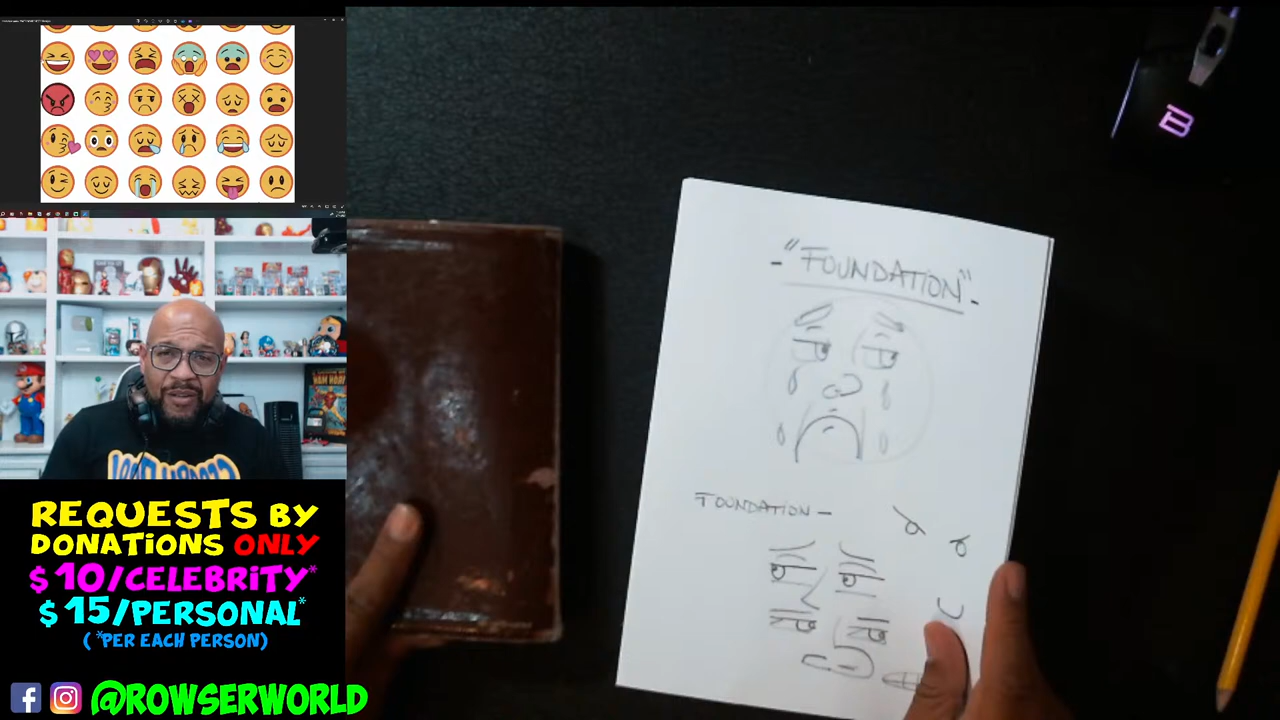 REQUESTS BY
DONATIONS ONLY
$10/CELEBRITY*
$15/PERSONAL*
(*PER EACH PERSON)
@ROWSERWORLD
- "FOUNDATION" -
FOUNDATION -